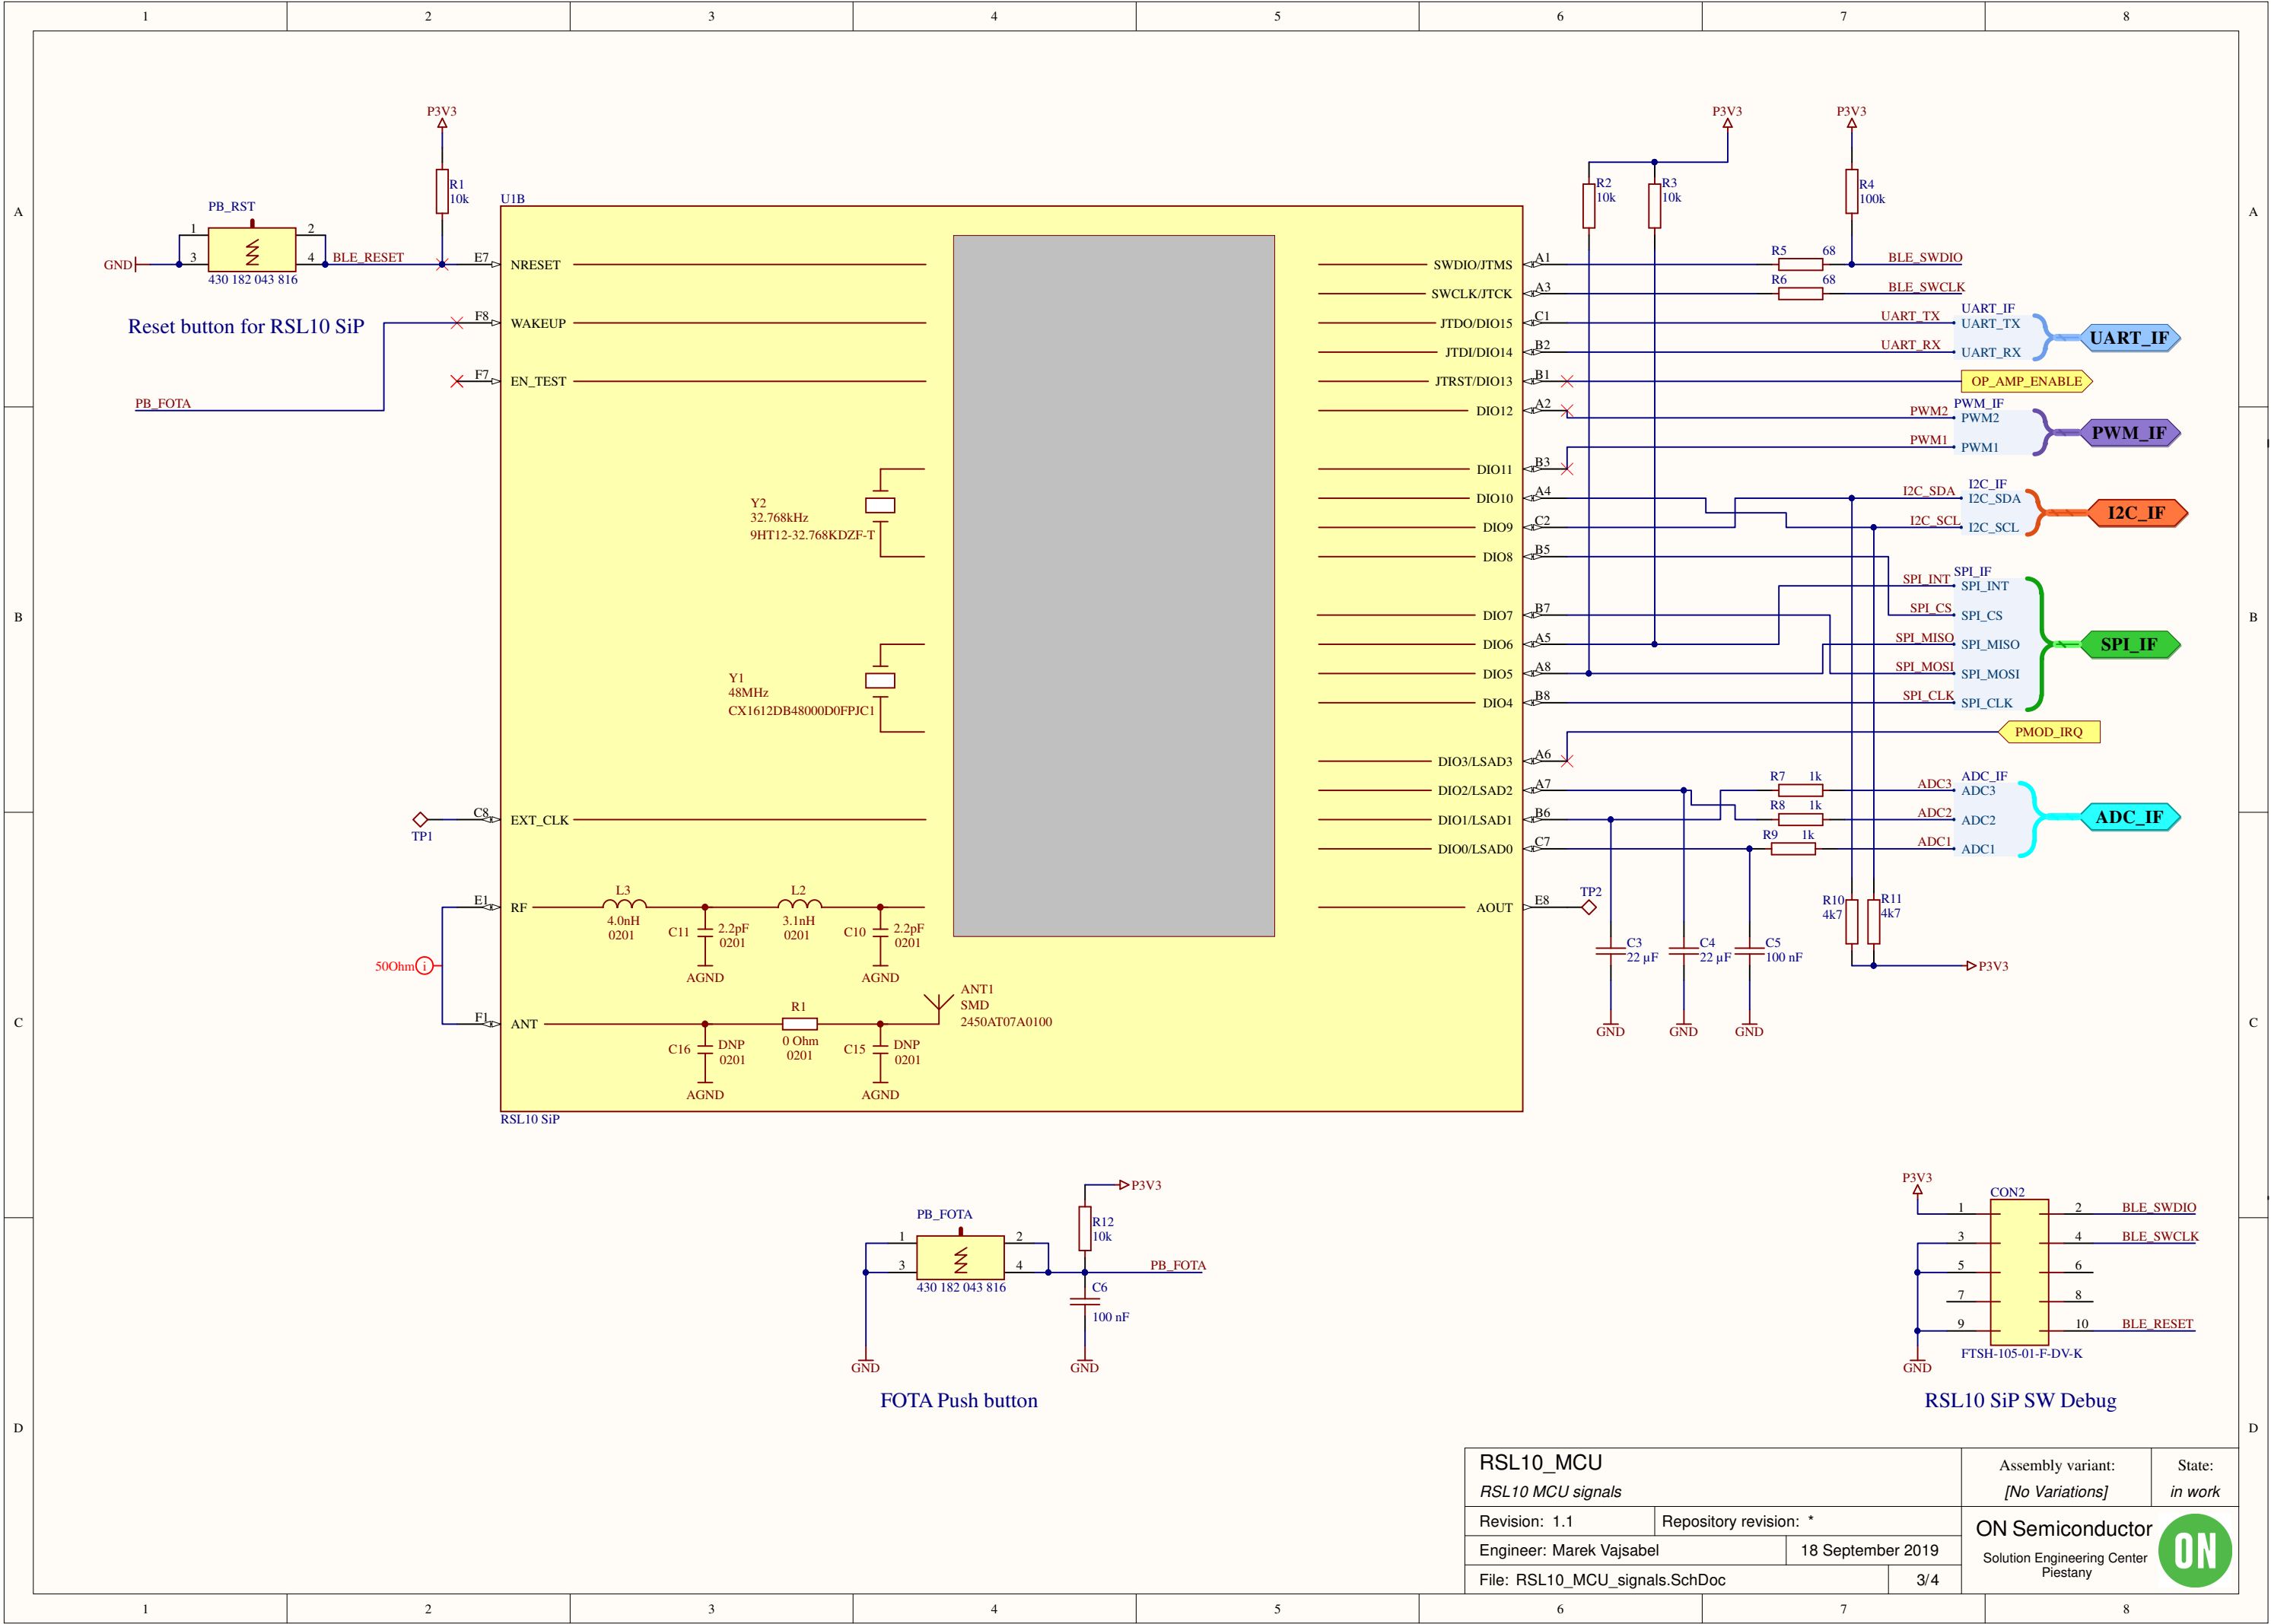 1 2 3 4 5 6 7 8
A
B
C
D
A
B
C
D
P3V3
R1
10k
PB_RST
1 2
3 4
GND
BLE_RESET
430 182 043 816
Reset button for RSL10 SiP
PB_FOTA
U1B
E7 NRESET
F8 WAKEUP
F7 EN_TEST
Y2
32.768kHz
9HT12-32.768KDZF-T
Y1
48MHz
CX1612DB48000D0FPJC1
TP1
C8 EXT_CLK
E1 RF
L3
4.0nH
0201
C11
2.2pF
0201
AGND
L2
3.1nH
0201
C10
2.2pF
0201
AGND
50Ohm i
F1 ANT
C16
DNP
0201
AGND
R1
0 Ohm
0201
C15
DNP
0201
AGND
ANT1
SMD
2450AT07A0100
RSL10 SiP
SWDIO/JTMS A1
SWCLK/JTCK A3
JTDO/DIO15 C1
JTDI/DIO14 B2
JTRST/DIO13 B1
DIO12 A2
DIO11 B3
DIO10 A4
DIO9 C2
DIO8 B5
DIO7 B7
DIO6 A5
DIO5 A8
DIO4 B8
DIO3/LSAD3 A6
DIO2/LSAD2 A7
DIO1/LSAD1 B6
DIO0/LSAD0 C7
AOUT E8
TP2
P3V3
R2
10k
R3
10k
P3V3
R4
100k
R5 68
BLE_SWDIO
R6 68
BLE_SWCLK
UART_IF
UART_TX UART_TX
UART_RX UART_RX
UART_IF
OP_AMP_ENABLE
PWM_IF
PWM2 PWM2
PWM1 PWM1
PWM_IF
I2C_IF
I2C_SDA I2C_SDA
I2C_SCL I2C_SCL
I2C_IF
SPI_IF
SPI_INT SPI_INT
SPI_CS SPI_CS
SPI_MISO SPI_MISO
SPI_MOSI SPI_MOSI
SPI_CLK SPI_CLK
SPI_IF
PMOD_IRQ
R7 1k
R8 1k
R9 1k
ADC_IF
ADC3 ADC3
ADC2 ADC2
ADC1 ADC1
ADC_IF
R10
4k7
R11
4k7
P3V3
C3
22 µF
GND
C4
22 µF
GND
C5
100 nF
GND
P3V3
R12
10k
PB_FOTA
1 2
3 4
430 182 043 816
PB_FOTA
C6
100 nF
GND
GND
FOTA Push button
P3V3
CON2
1 2 BLE_SWDIO
3 4 BLE_SWCLK
5 6
7 8
9 10 BLE_RESET
FTSH-105-01-F-DV-K
GND
RSL10 SiP SW Debug
RSL10_MCU
RSL10 MCU signals
Assembly variant:
[No Variations]
State:
in work
Revision: 1.1
Repository revision: *
Engineer: Marek Vajsabel
18 September 2019
File: RSL10_MCU_signals.SchDoc
3/4
ON Semiconductor
Solution Engineering Center
Piestany
ON
1 2 3 4 5 6 7 8